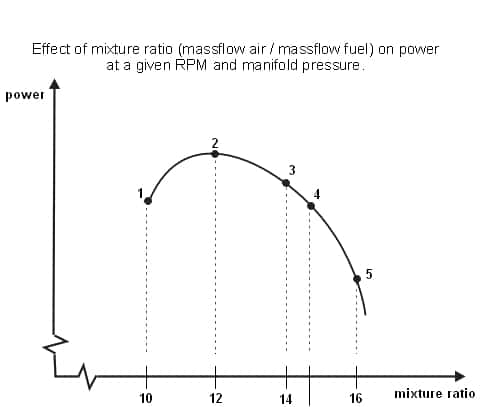 Effect of mixture ratio (massflow air / massflow fuel) on power
at a given RPM and manifold pressure.
power
2
3
1
4
5
10 12 14 16 mixture ratio